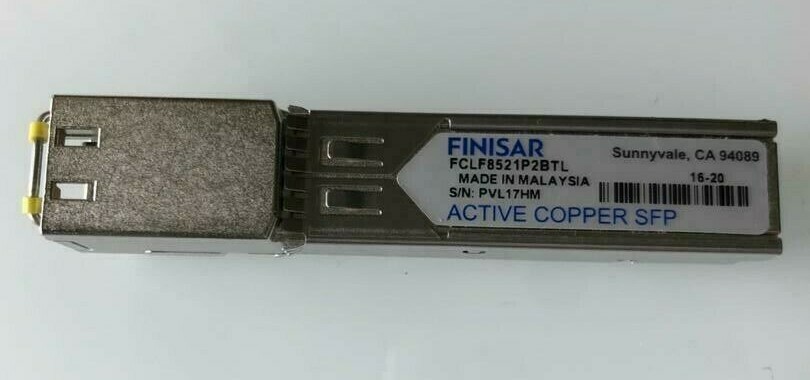 FINISAR
Sunnyvale, CA 94089
FCLF8521P2BTL
MADE IN MALAYSIA
16-20
S/N: PVL17HM
ACTIVE COPPER SFP